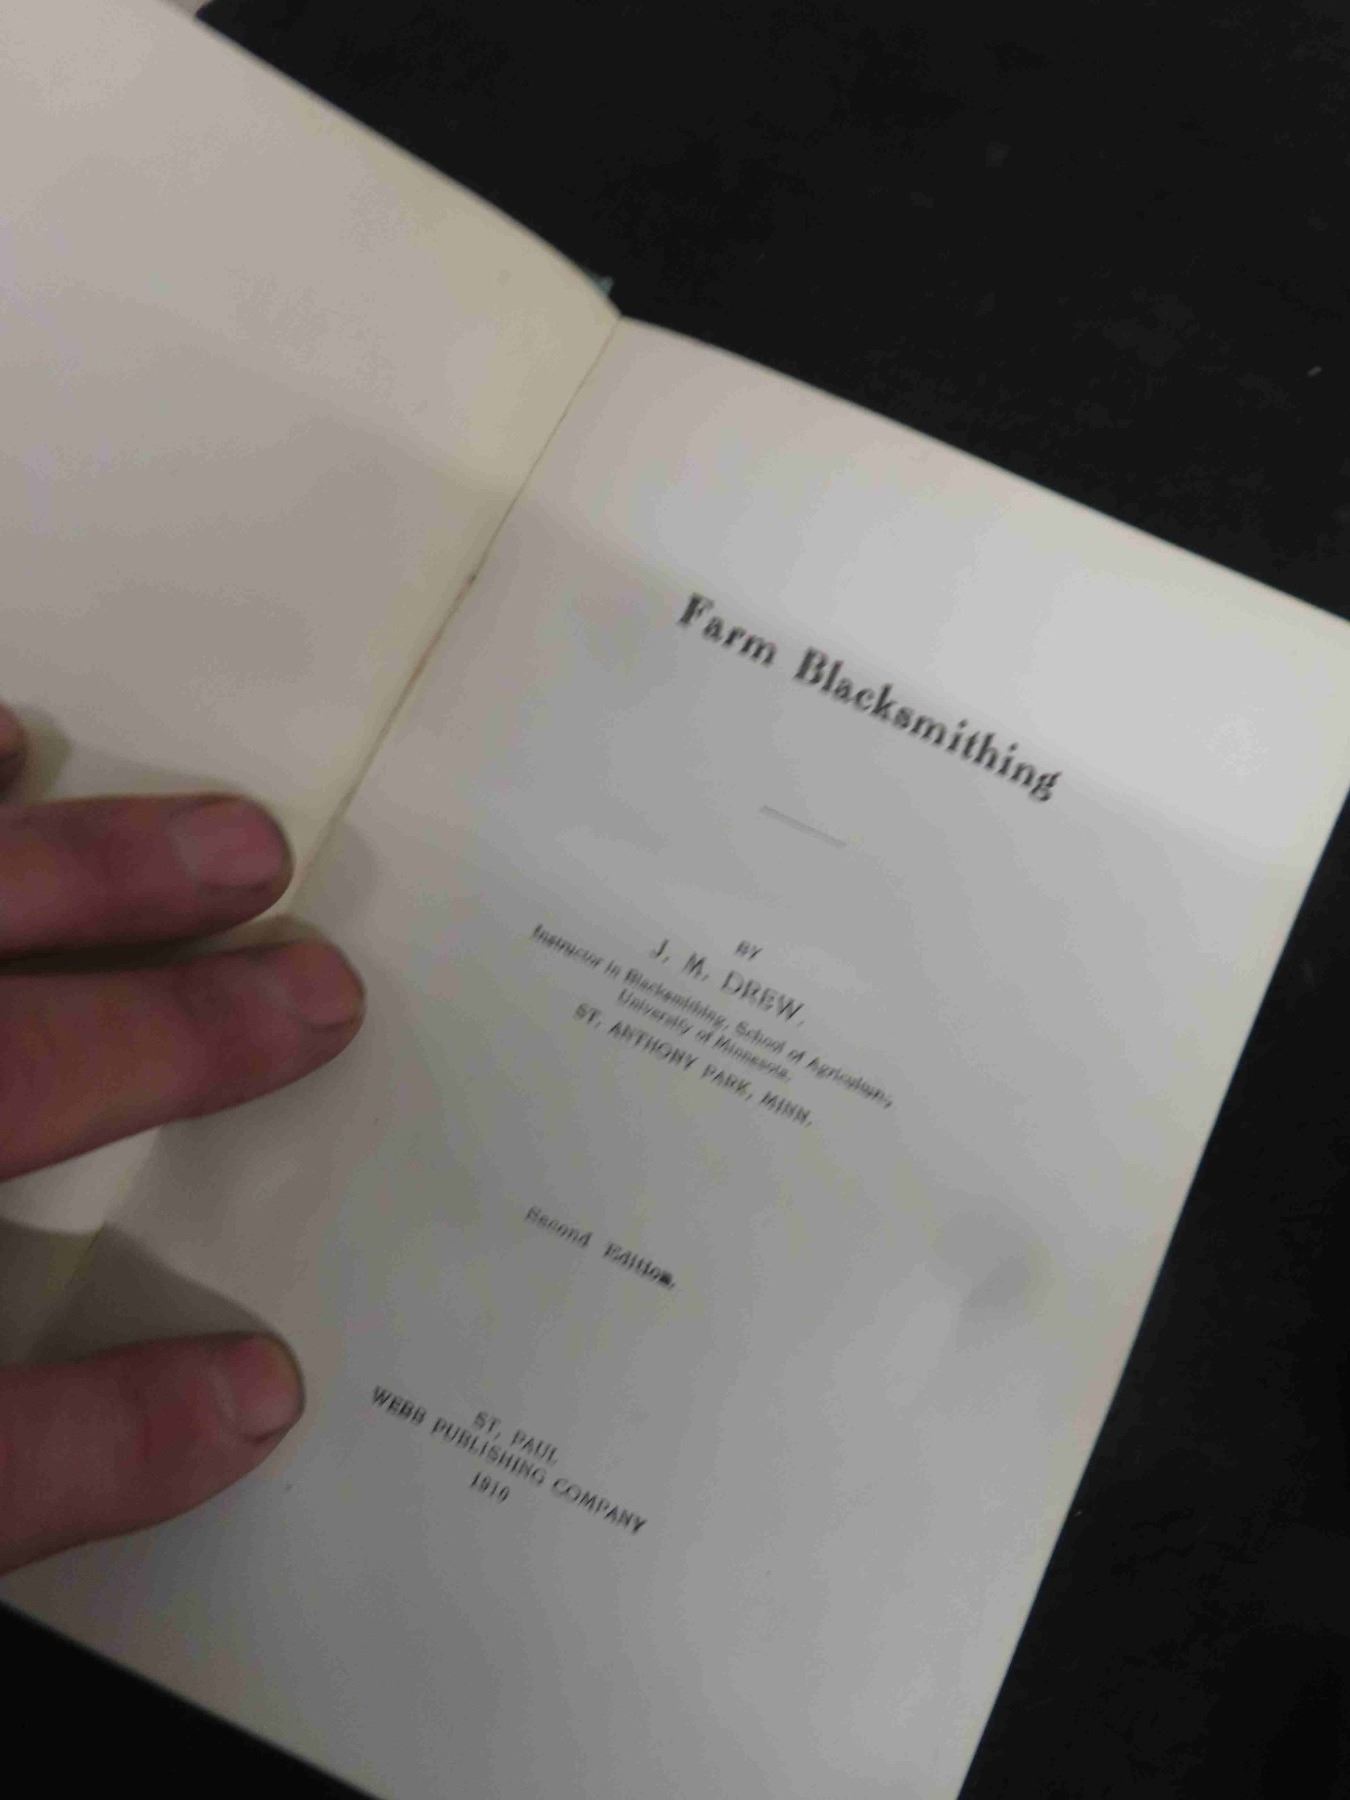 Farm Blacksmithing
BY
J. M. DREW,
Instructor in Blacksmithing, School of Agriculture,
University of Minnesota,
ST. ANTHONY PARK, MINN.
Second Edition.
ST. PAUL
WEBB PUBLISHING COMPANY
1910